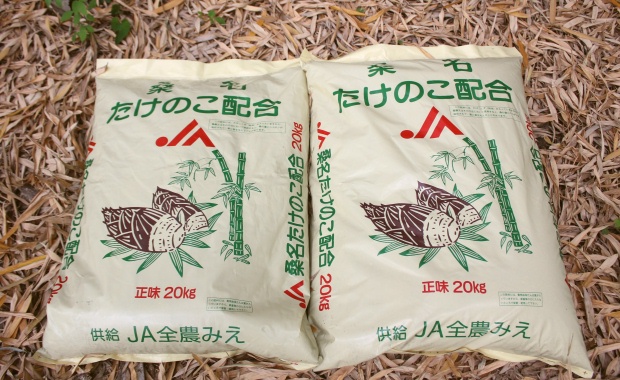 桑名
たけのこ配合
JA
20kg
桑名たけのこ配合
正味 20kg
供給 JA全農みえ
桑名
たけのこ配合
JA
桑名たけのこ配合
正味 20kg
供給 JA全農みえ